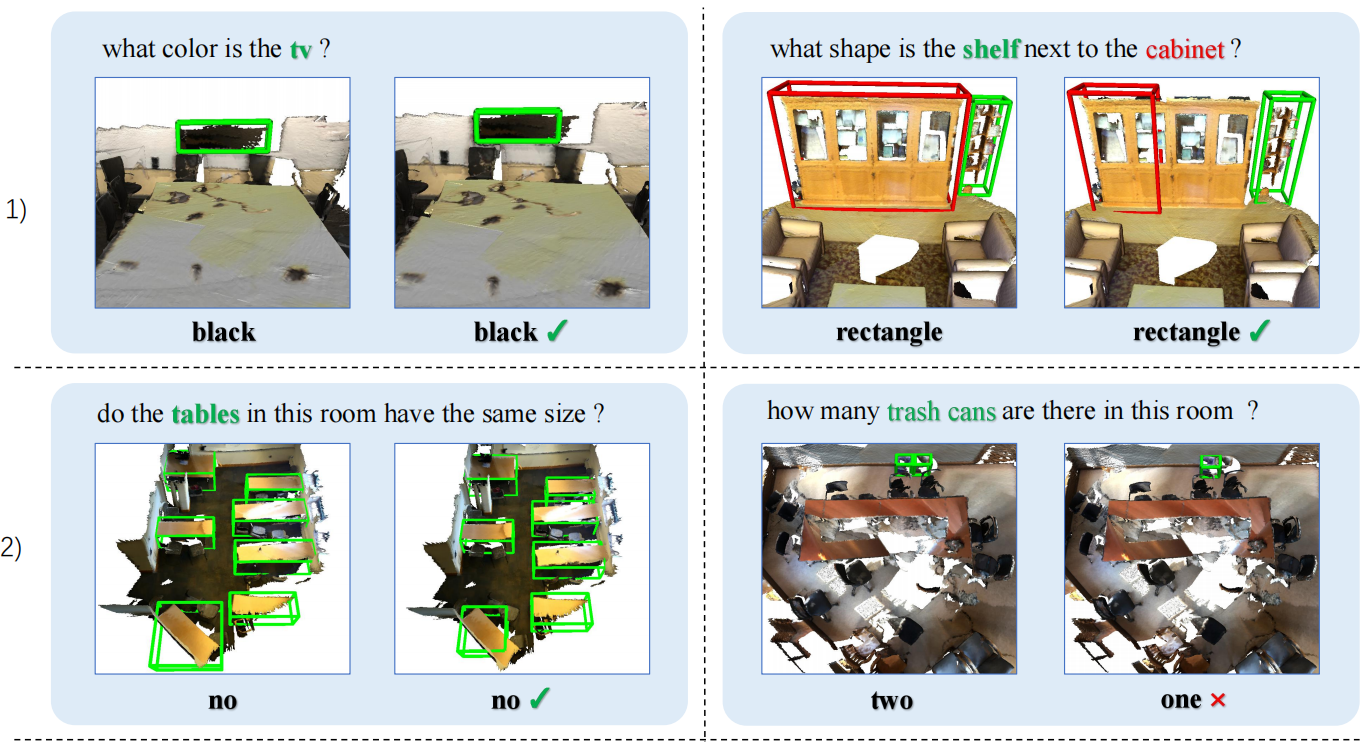 1)
what color is the tv ?
black
black ✓
what shape is the shelf next to the cabinet ?
rectangle
rectangle ✓
2)
do the tables in this room have the same size ?
no
no ✓
how many trash cans are there in this room ?
two
one ×